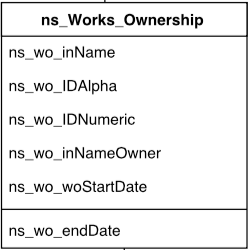 ns_Works_Ownership
ns_wo_inName
ns_wo_IDAlpha
ns_wo_IDNumeric
ns_wo_inNameOwner
ns_wo_woStartDate
ns_wo_endDate